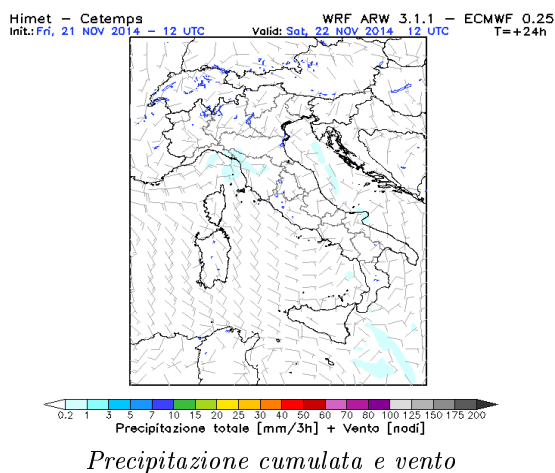 Himet – Cetemps WRF ARW 3.1.1 – ECMWF 0.25
Init.: Fri, 21 NOV 2014 – 12 UTC Valid: Sat, 22 NOV 2014 12 UTC T=+24h
0.2 1 3 5 7 10 15 20 25 30 40 50 60 70 80 100 125 150 175 200
Precipitazione totale [mm/3h] + Vento [nodi]
Precipitazione cumulata e vento